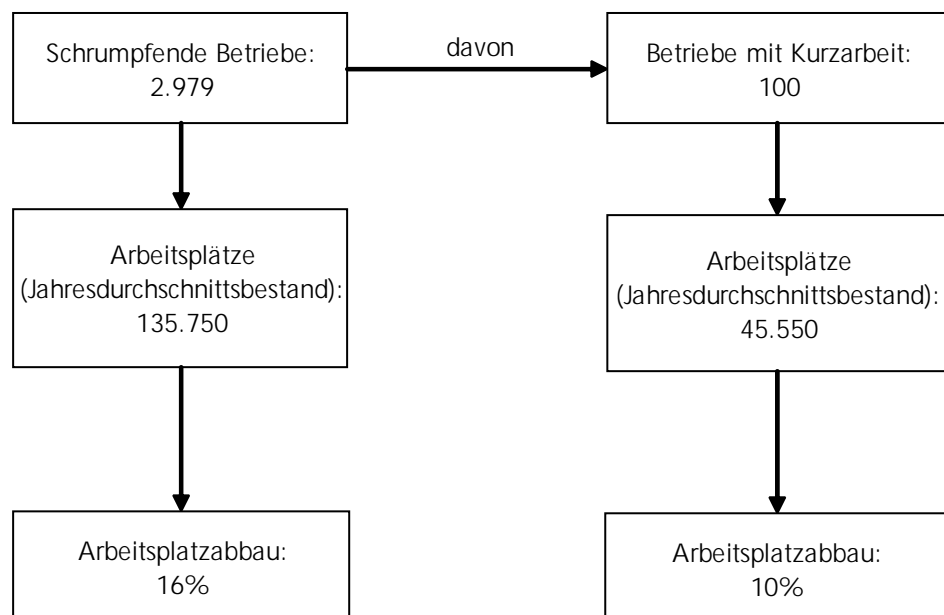 Schrumpfende Betriebe:
2.979
davon
Betriebe mit Kurzarbeit:
100
Arbeitsplätze
(Jahresdurchschnittsbestand):
135.750
Arbeitsplätze
(Jahresdurchschnittsbestand):
45.550
Arbeitsplatzabbau:
16%
Arbeitsplatzabbau:
10%